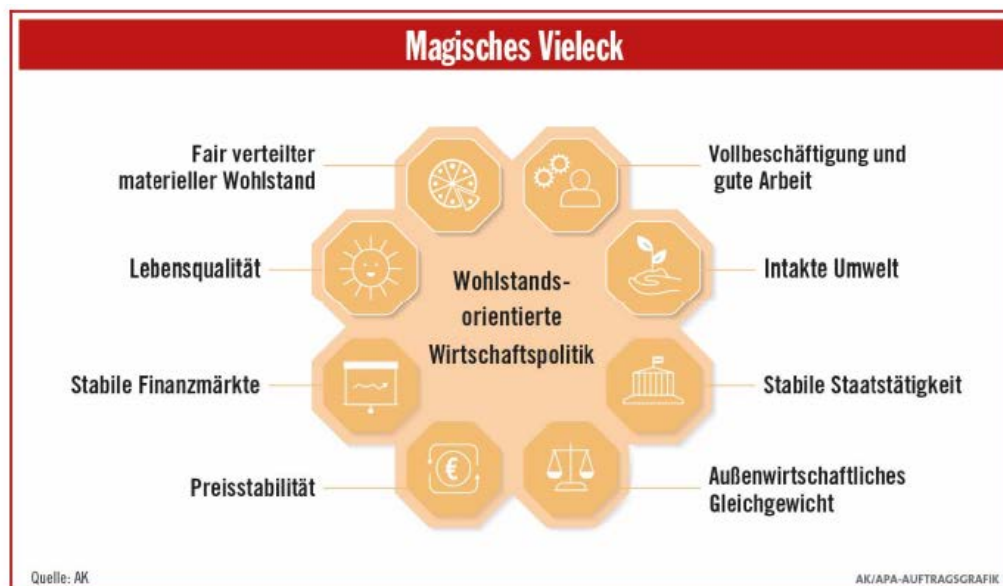 Magisches Vieleck
Fair verteilter
materieller Wohlstand
Vollbeschäftigung und
gute Arbeit
Lebensqualität
Intakte Umwelt
Wohlstands-
orientierte
Wirtschaftspolitik
Stabile Finanzmärkte
Stabile Staatstätigkeit
Preisstabilität
€
Außenwirtschaftliches
Gleichgewicht
Quelle: AK
AK/APA-AUFTRAGSGRAFIK